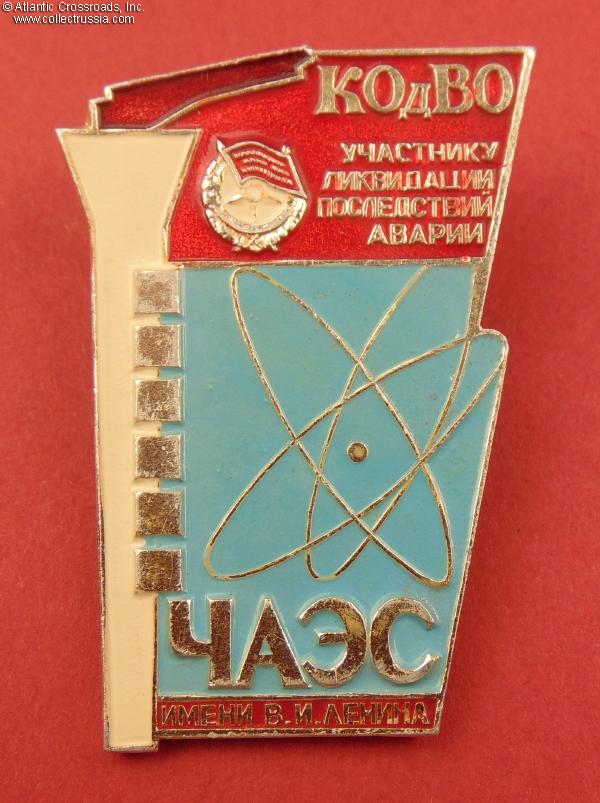 © Atlantic Crossroads, Inc.
www.collectrussia.com
КОдВО
УЧАСТНИКУ
ЛИКВИДАЦИИ
ПОСЛЕДСТВИЙ
АВАРИИ
ЧАЭС
ИМЕНИ В.И.ЛЕНИНА